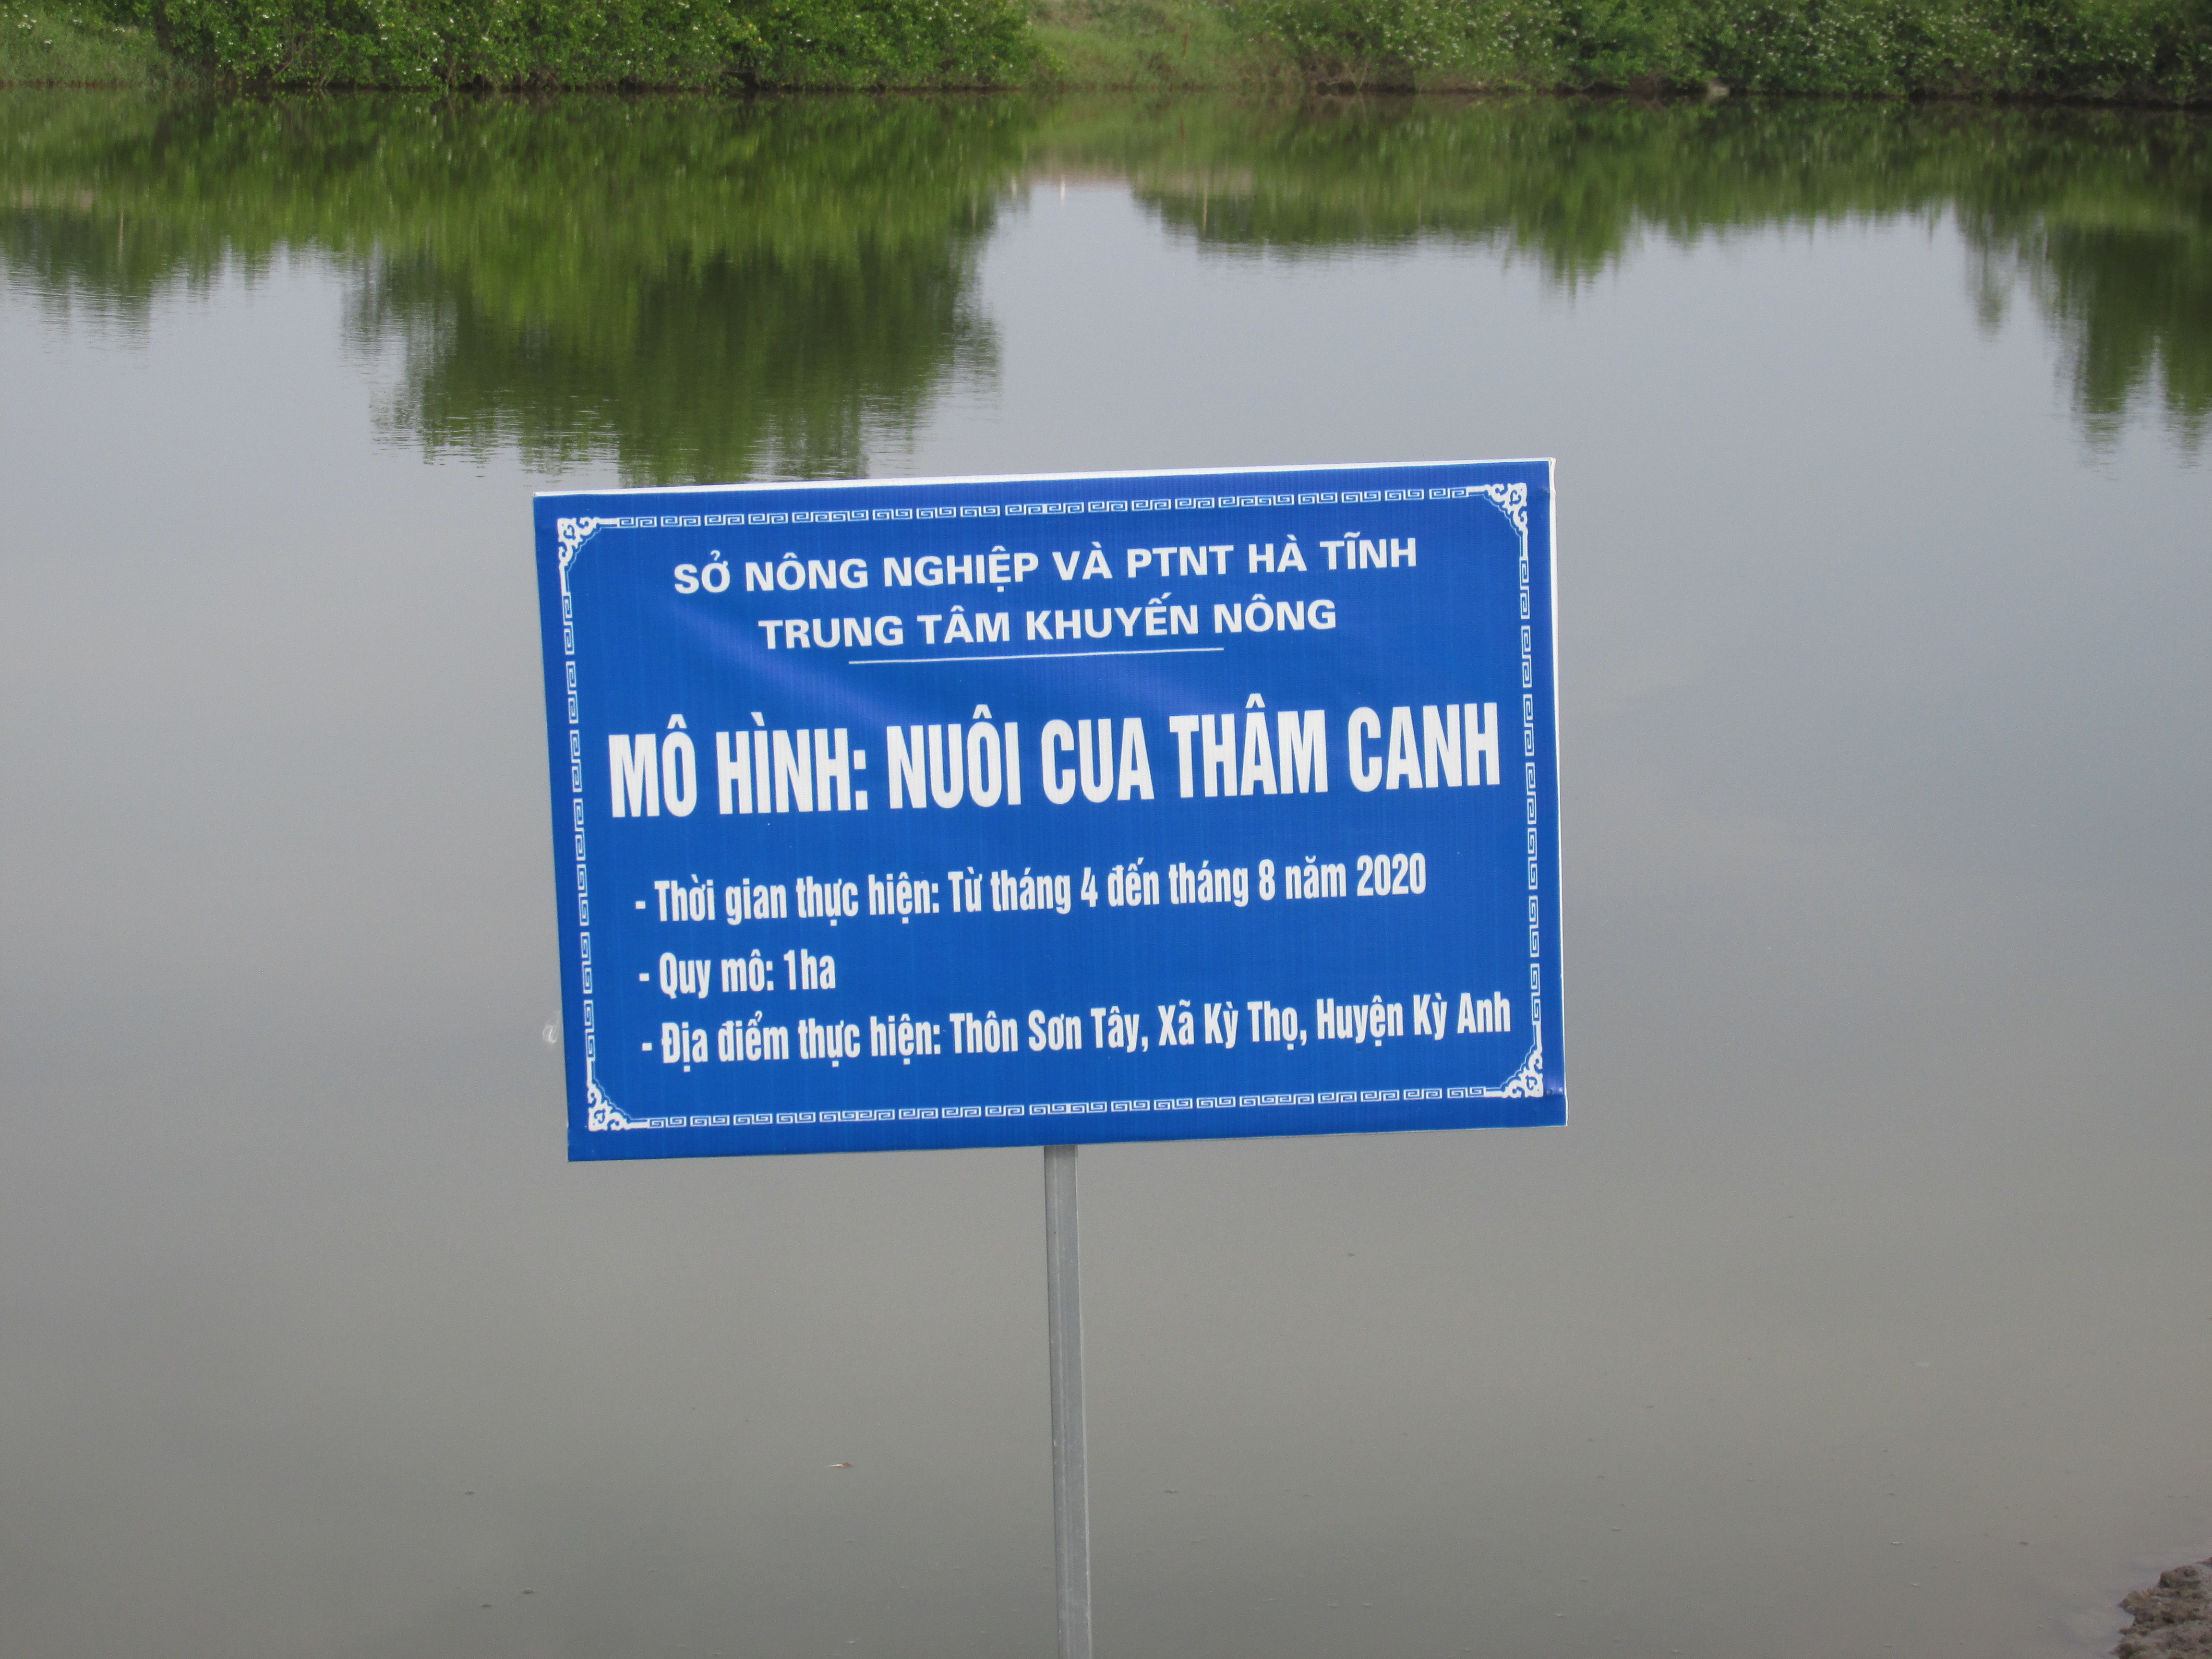 SỞ NÔNG NGHIỆP VÀ PTNT HÀ TĨNH
TRUNG TÂM KHUYẾN NÔNG
MÔ HÌNH: NUÔI CUA THÂM CANH
- Thời gian thực hiện: Từ tháng 4 đến tháng 8 năm 2020
- Quy mô: 1ha
- Địa điểm thực hiện: Thôn Sơn Tây, Xã Kỳ Thọ, Huyện Kỳ Anh